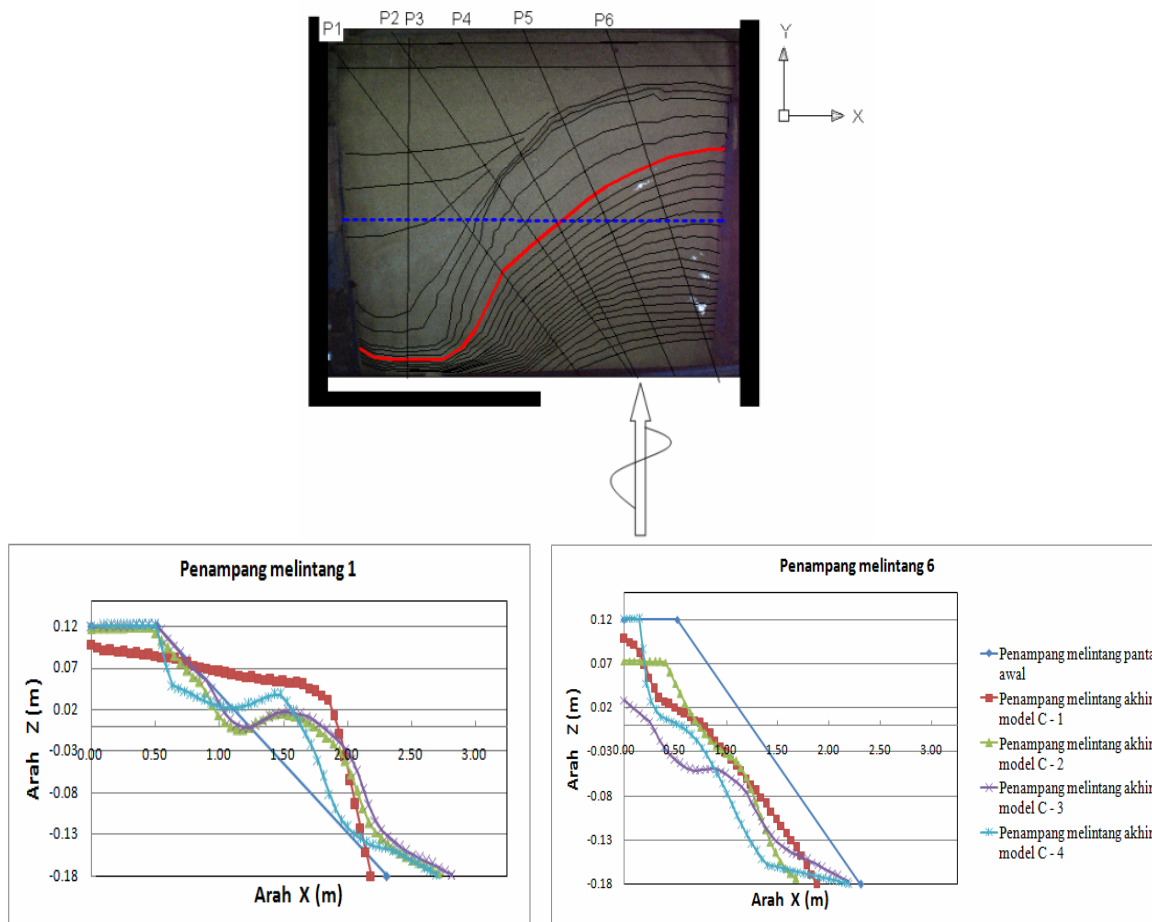 P1
P2 P3 P4 P5 P6
Y
X
Penampang melintang 1
0.12
0.07
0.02
-0.03
-0.08
-0.13
-0.18
0.00 0.50 1.00 1.50 2.00 2.50 3.00
Arah Z (m)
Arah X (m)
Penampang melintang 6
0.12
0.07
0.02
-0.03
-0.08
-0.13
-0.18
0.00 0.50 1.00 1.50 2.00 2.50 3.00
Arah Z (m)
Arah X (m)
Penampang melintang panta
awal
Penampang melintang akhir
model C - 1
Penampang melintang akhir
model C - 2
Penampang melintang akhir
model C - 3
Penampang melintang akhir
model C - 4